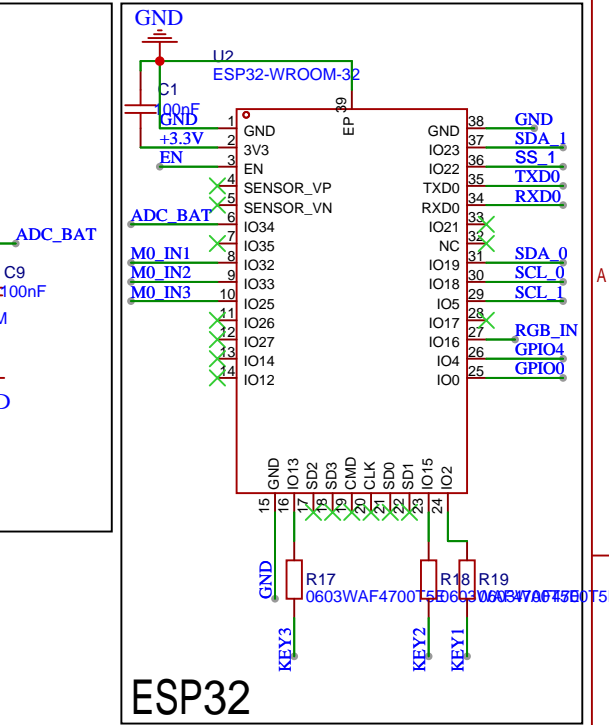 GND
U2
ESP32-WROOM-32
C1
100nF
GND
+3.3V
EN
ADC_BAT
M0_IN1
M0_IN2
M0_IN3
1 GND
2 3V3
3 EN
4 SENSOR_VP
5 SENSOR_VN
6 IO34
7 IO35
8 IO32
9 IO33
10 IO25
11 IO26
12 IO27
13 IO14
14 IO12
EP 39
GND 38 GND
IO23 37 SDA_1
IO22 36 SS_1
TXD0 35 TXD0
RXD0 34 RXD0
IO21 33
NC 32
IO19 31 SDA_0
IO18 30 SCL_0
IO5 29 SCL_1
IO17 28
IO16 27 RGB_IN
IO4 26 GPIO4
IO0 25 GPIO0
GND IO13 SD2 SD3 CMD CLK SD0 SD1 IO15 IO2
15 16 17 18 19 20 21 22 23 24
GND
R17
0603WAF4700T5E
R18
R19
KEY3
KEY2
KEY1
ESP32
ADC_BAT
C9
100nF
A